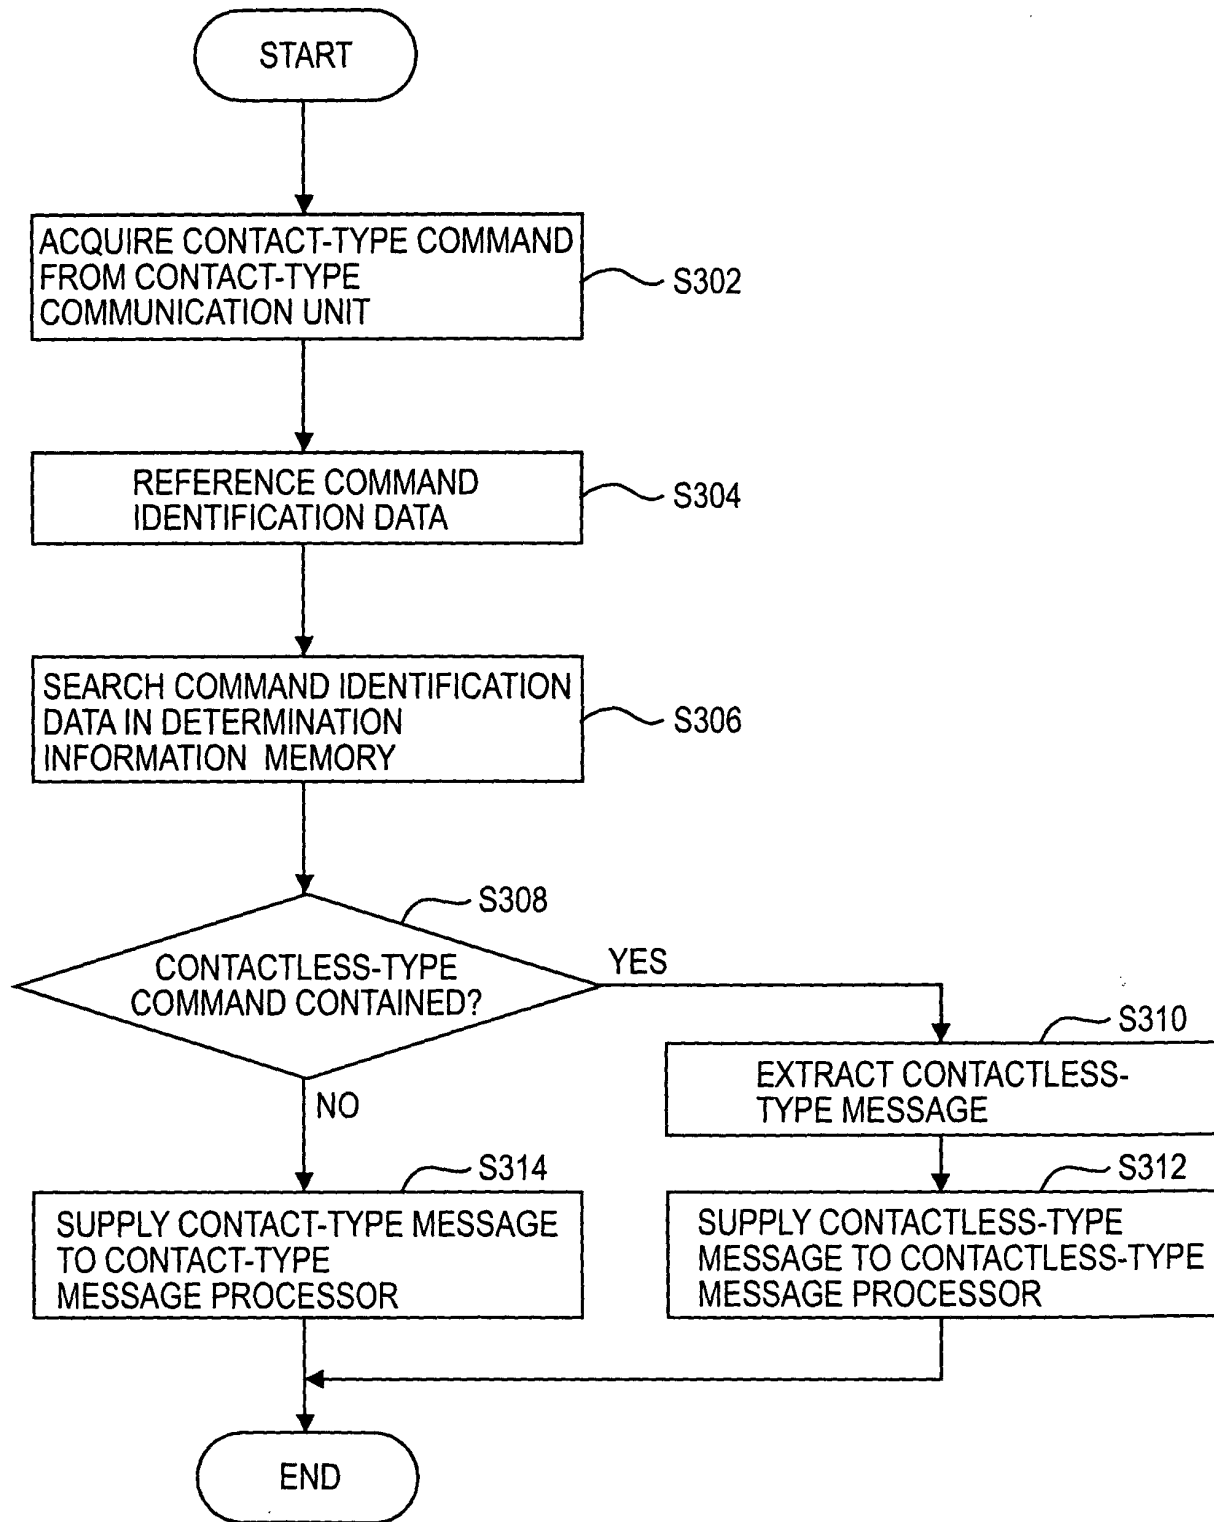 START
ACQUIRE CONTACT-TYPE COMMAND
FROM CONTACT-TYPE
COMMUNICATION UNIT
S302
REFERENCE COMMAND
IDENTIFICATION DATA
S304
SEARCH COMMAND IDENTIFICATION
DATA IN DETERMINATION
INFORMATION MEMORY
S306
S308
CONTACTLESS-TYPE
COMMAND CONTAINED?
YES
NO
S310
EXTRACT CONTACTLESS-
TYPE MESSAGE
S314
SUPPLY CONTACT-TYPE MESSAGE
TO CONTACT-TYPE
MESSAGE PROCESSOR
S312
SUPPLY CONTACTLESS-TYPE
MESSAGE TO CONTACTLESS-TYPE
MESSAGE PROCESSOR
END